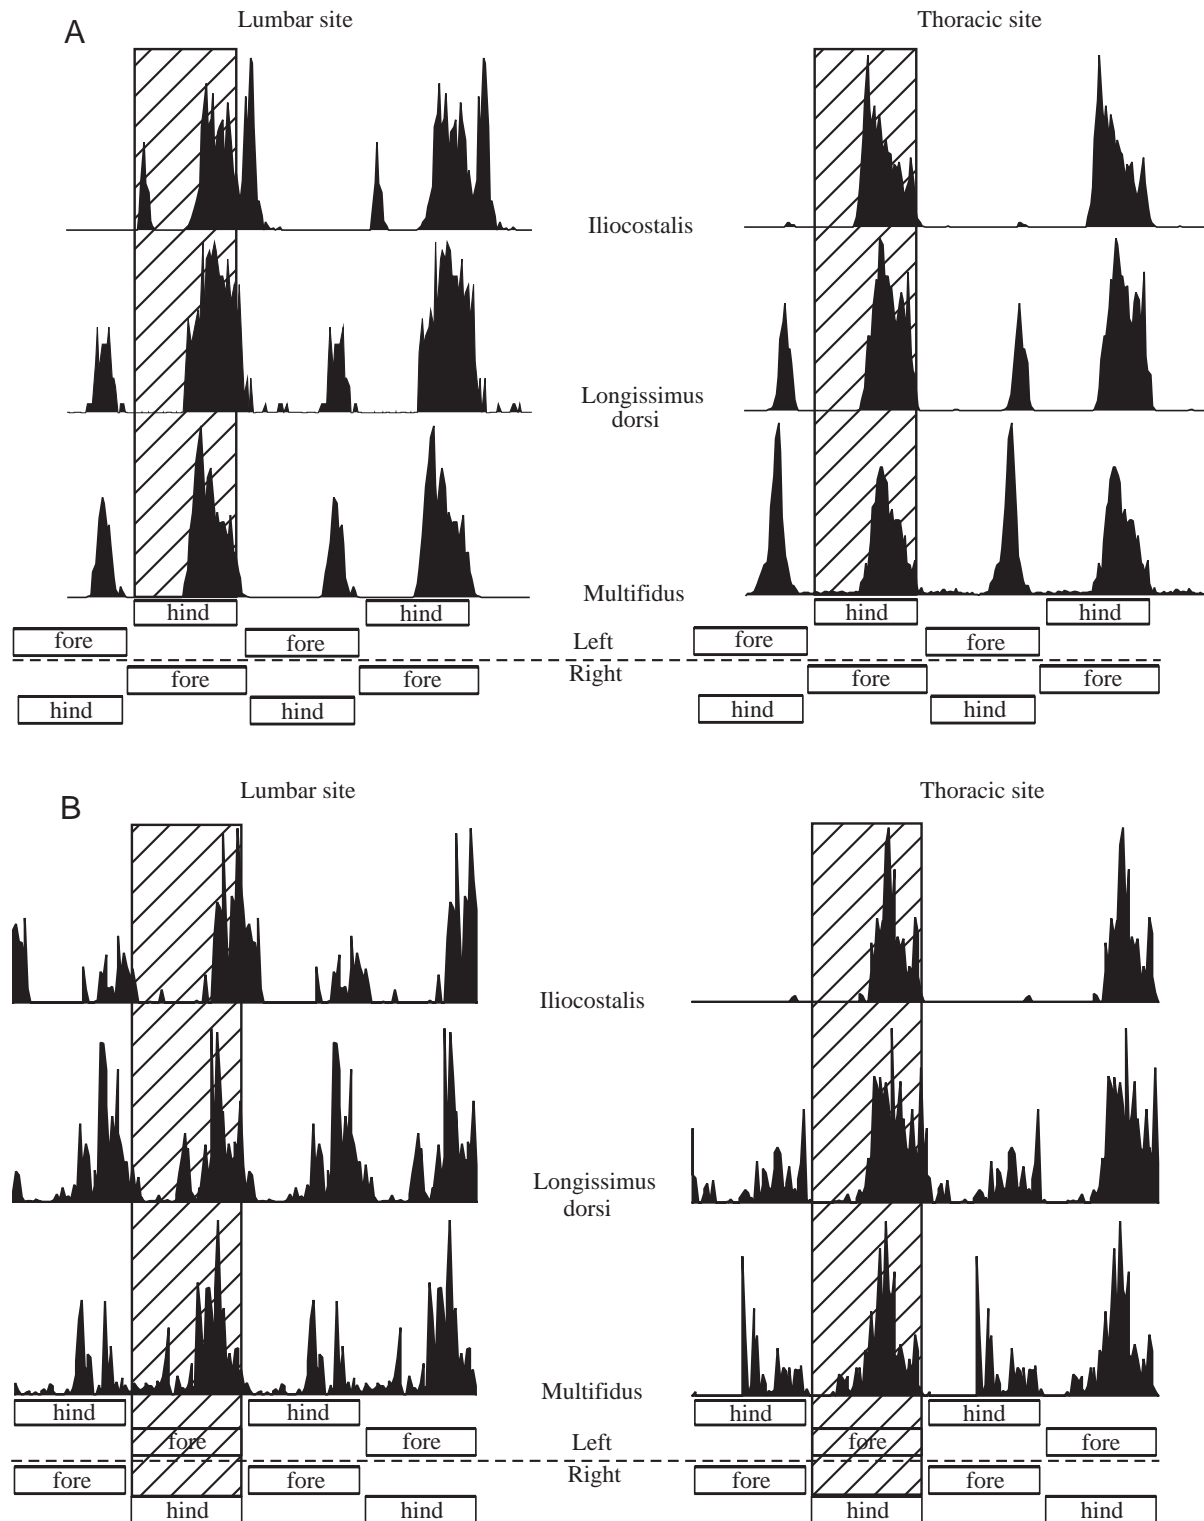 A
Lumbar site
Thoracic site
Iliocostalis
Longissimus
dorsi
Multifidus
hind hind hind hind
fore fore Left fore fore
fore fore Right fore fore
hind hind hind hind
B
Lumbar site
Thoracic site
Iliocostalis
Longissimus
dorsi
Multifidus
hind hind hind hind
fore fore Left fore fore
fore fore Right fore fore
hind hind hind hind